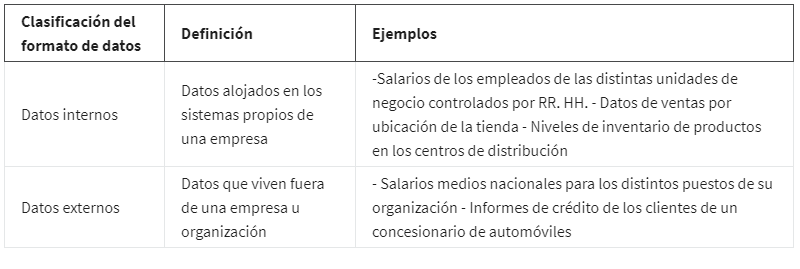 Clasificación del
formato de datos
Definición
Ejemplos
Datos internos
Datos alojados en los
sistemas propios de
una empresa
-Salarios de los empleados de las distintas unidades de
negocio controlados por RR. HH. - Datos de ventas por
ubicación de la tienda - Niveles de inventario de productos
en los centros de distribución
Datos externos
Datos que viven fuera
de una empresa u
organización
- Salarios medios nacionales para los distintos puestos de su
organización - Informes de crédito de los clientes de un
concesionario de automóviles